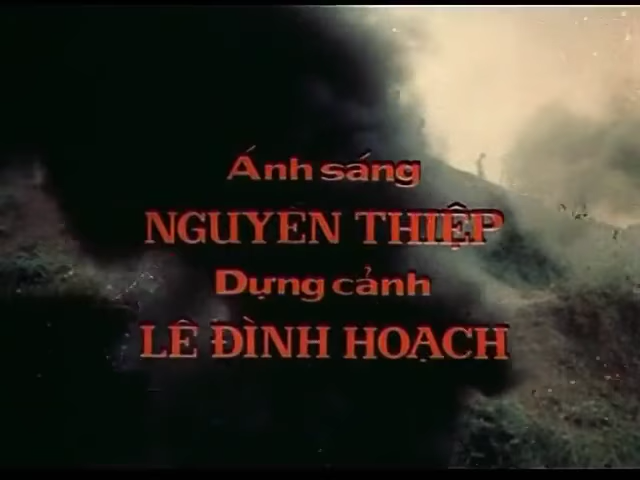 Ánh sáng
NGUYỄN THIỆP
Dựng cảnh
LÊ ĐÌNH HOẠCH